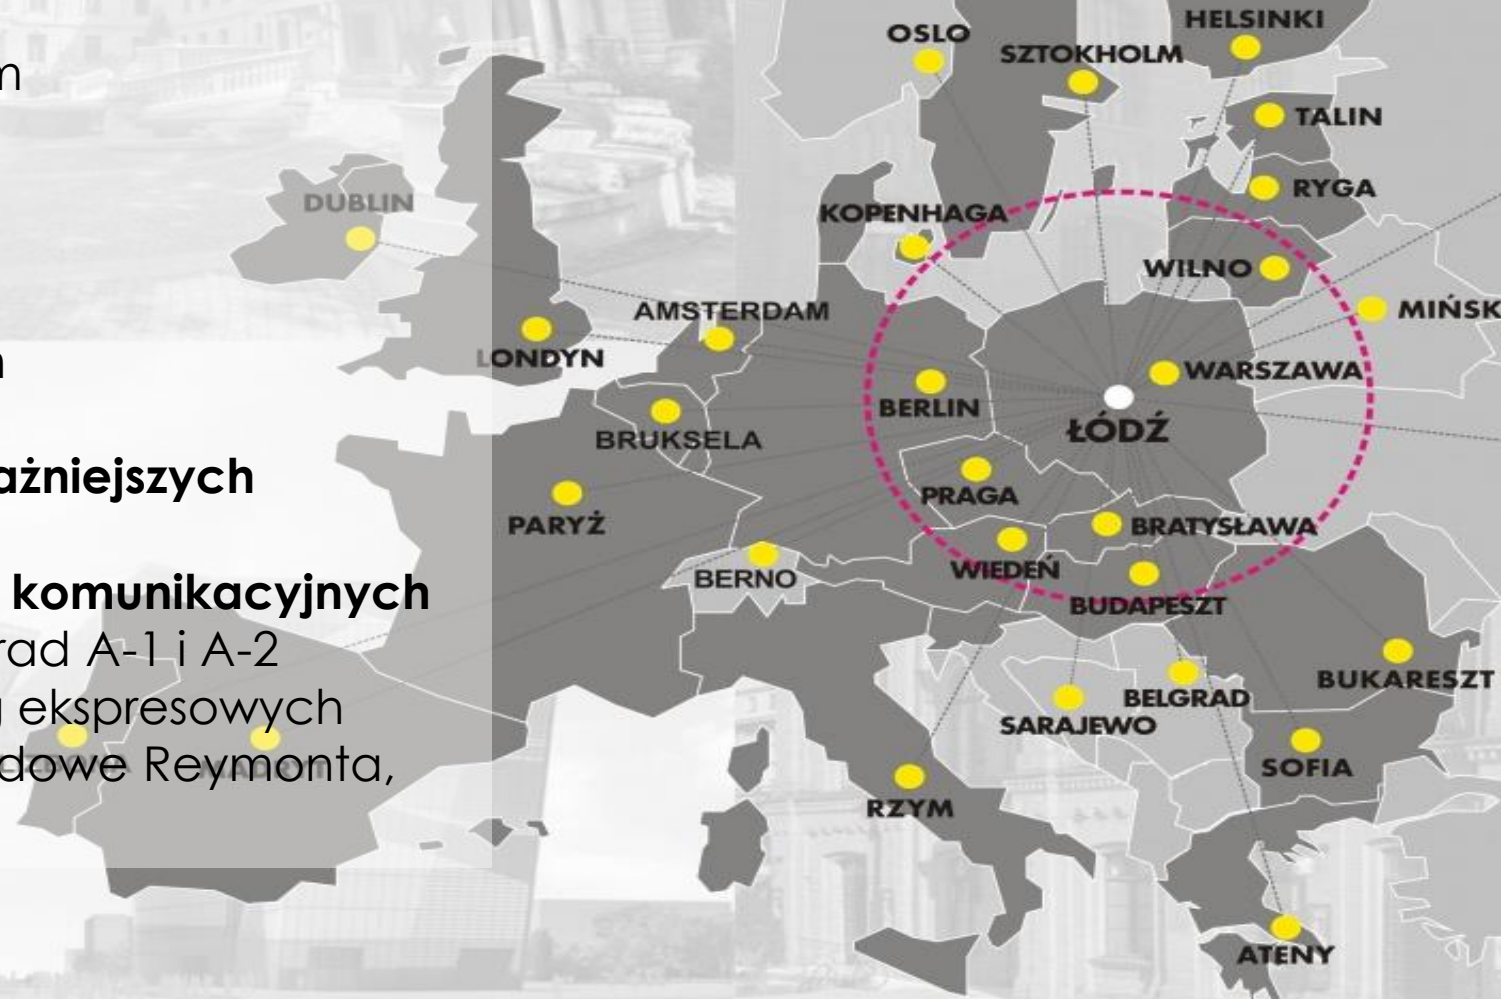 m
ażniejszych
komunikacyjnych
rad A-1 i A-2
ekspresowych
dowe Reymonta,
OSLO
SZTOKHOLM
HELSINKI
TALIN
RYGA
DUBLIN
KOPENHAGA
WILNO
MIŃSK
AMSTERDAM
LONDYN
WARSZAWA
BERLIN
ŁÓDŹ
BRUKSELA
PRAGA
PARYŻ
BRATYSŁAWA
WIEDEŃ
BERNO
BUDAPESZT
BUKARESZT
BELGRAD
SARAJEWO
SOFIA
MADRYT
RZYM
ATENY